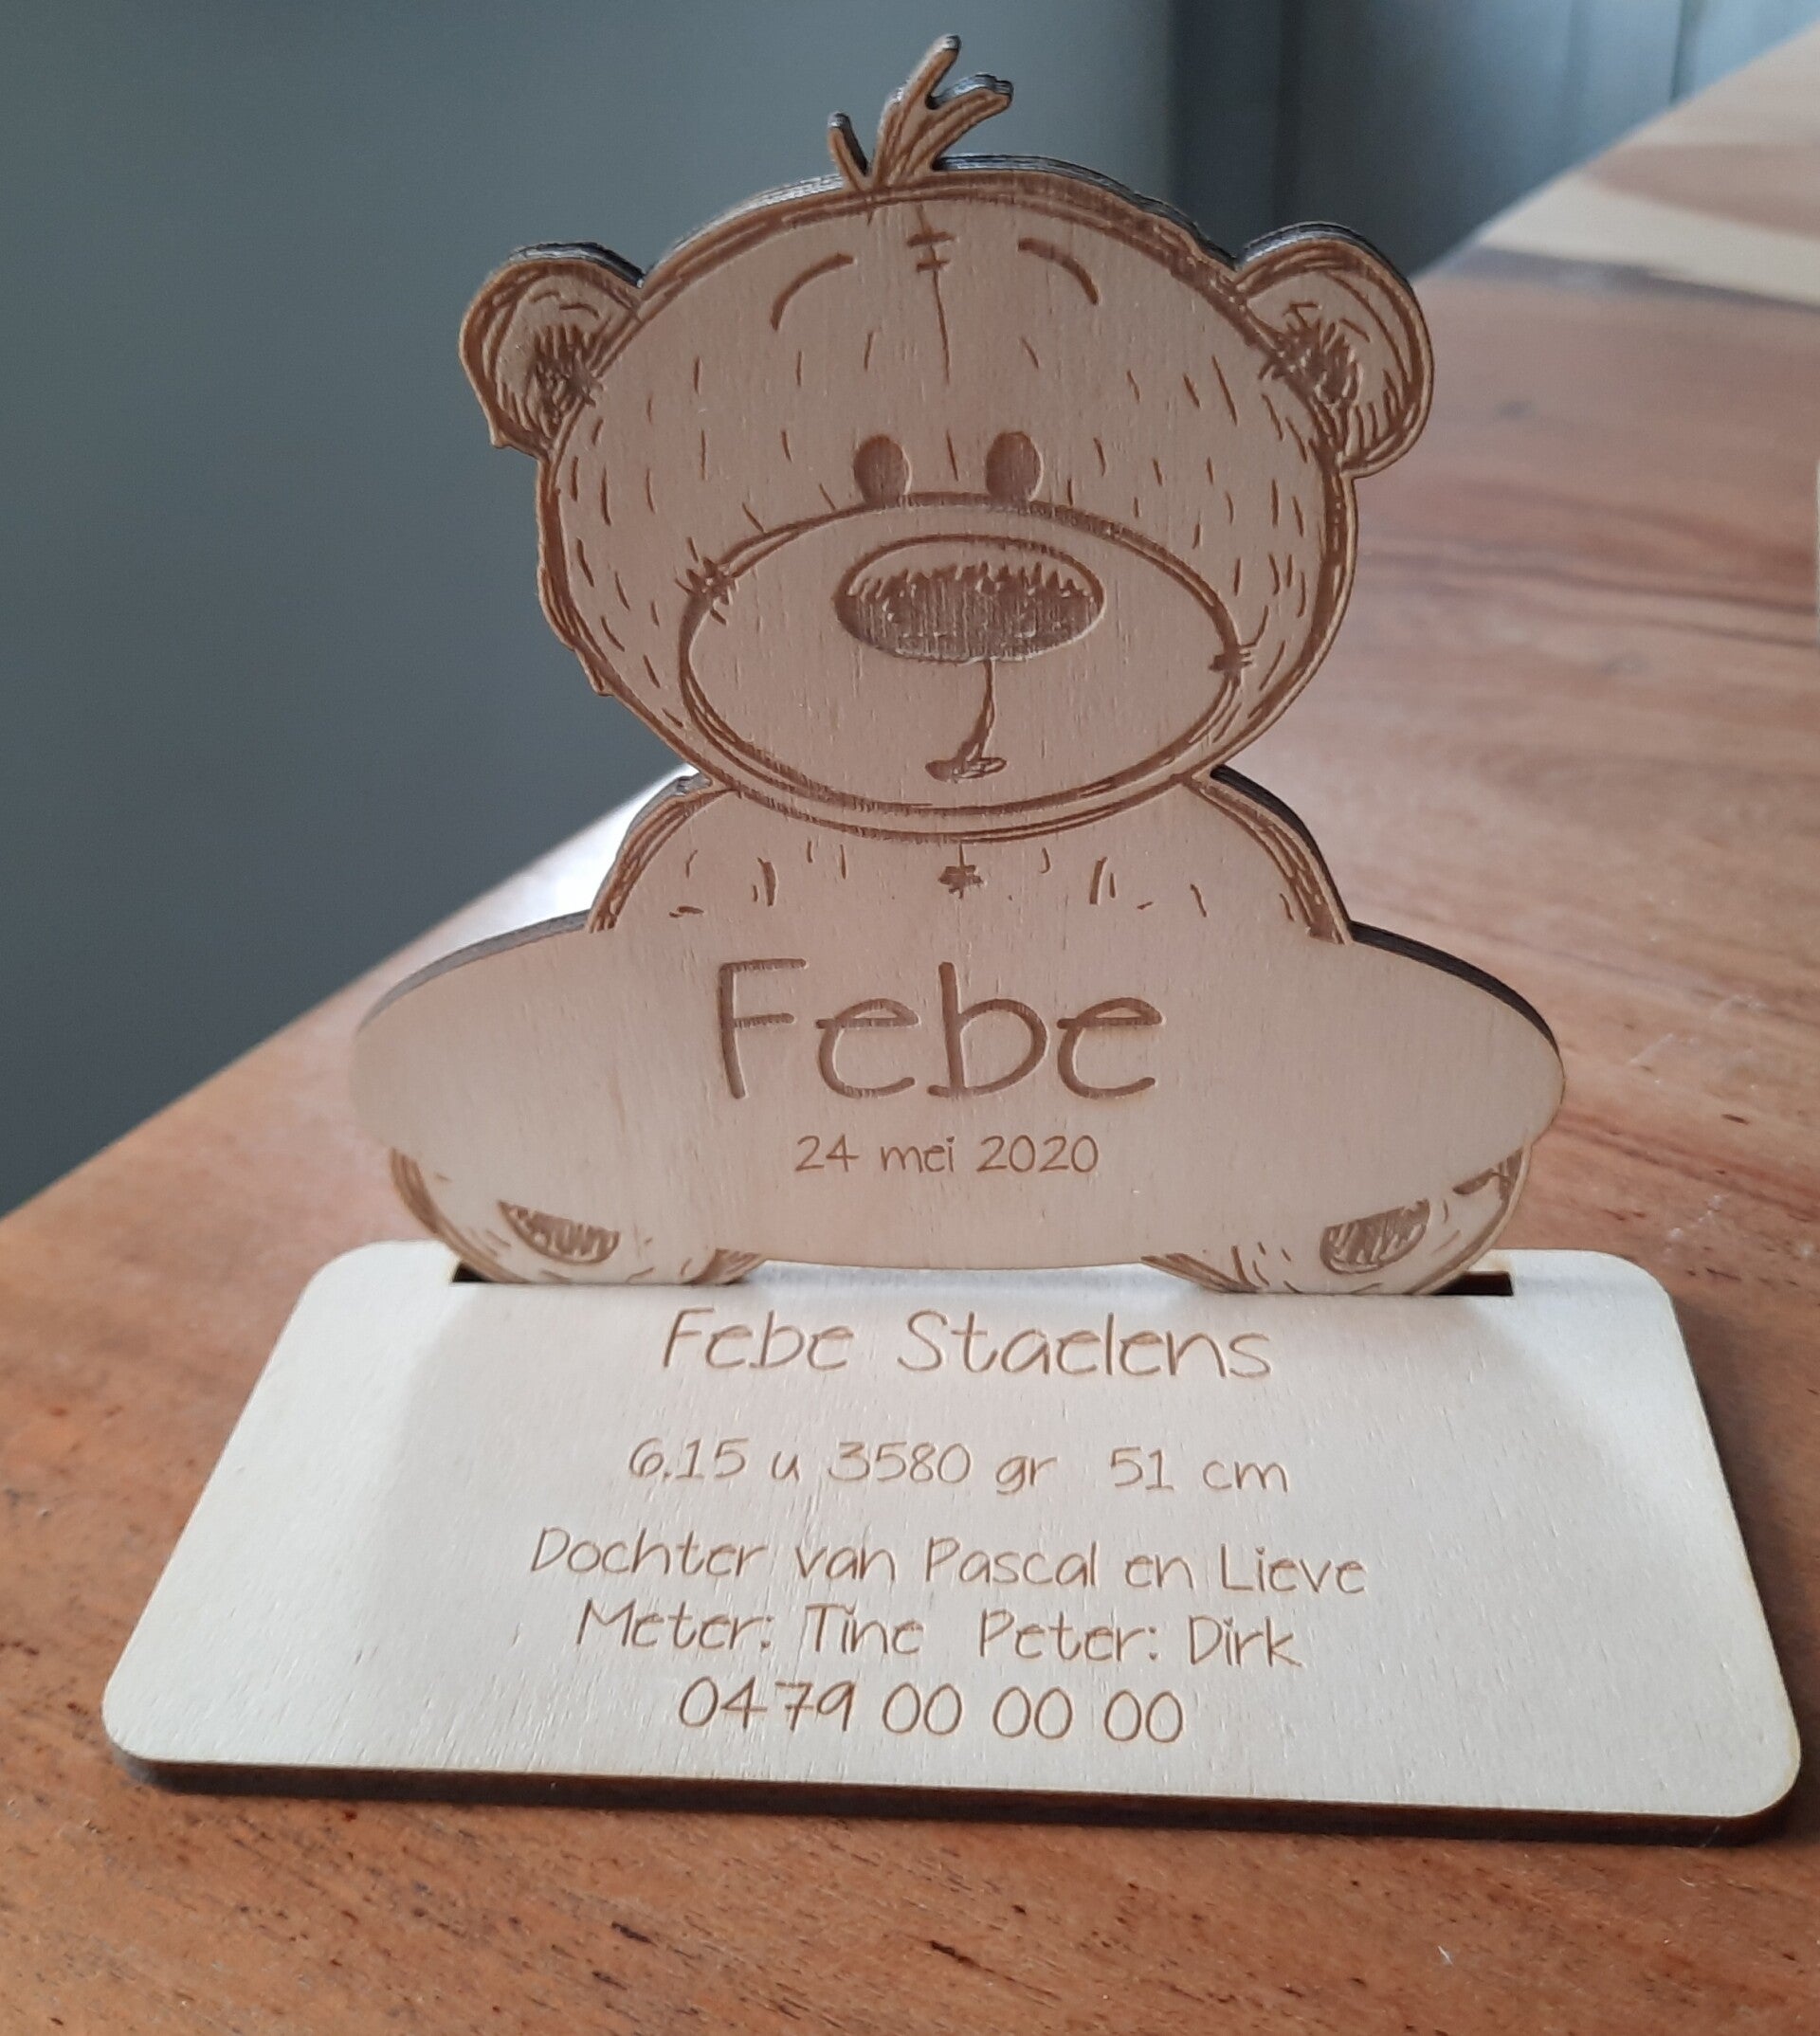 Febe
24 mei 2020
Febe Staelens
6.15 u 3580 gr 51 cm
Dochter van Pascal en Lieve
Meter: Tine Peter: Dirk
0479 00 00 00